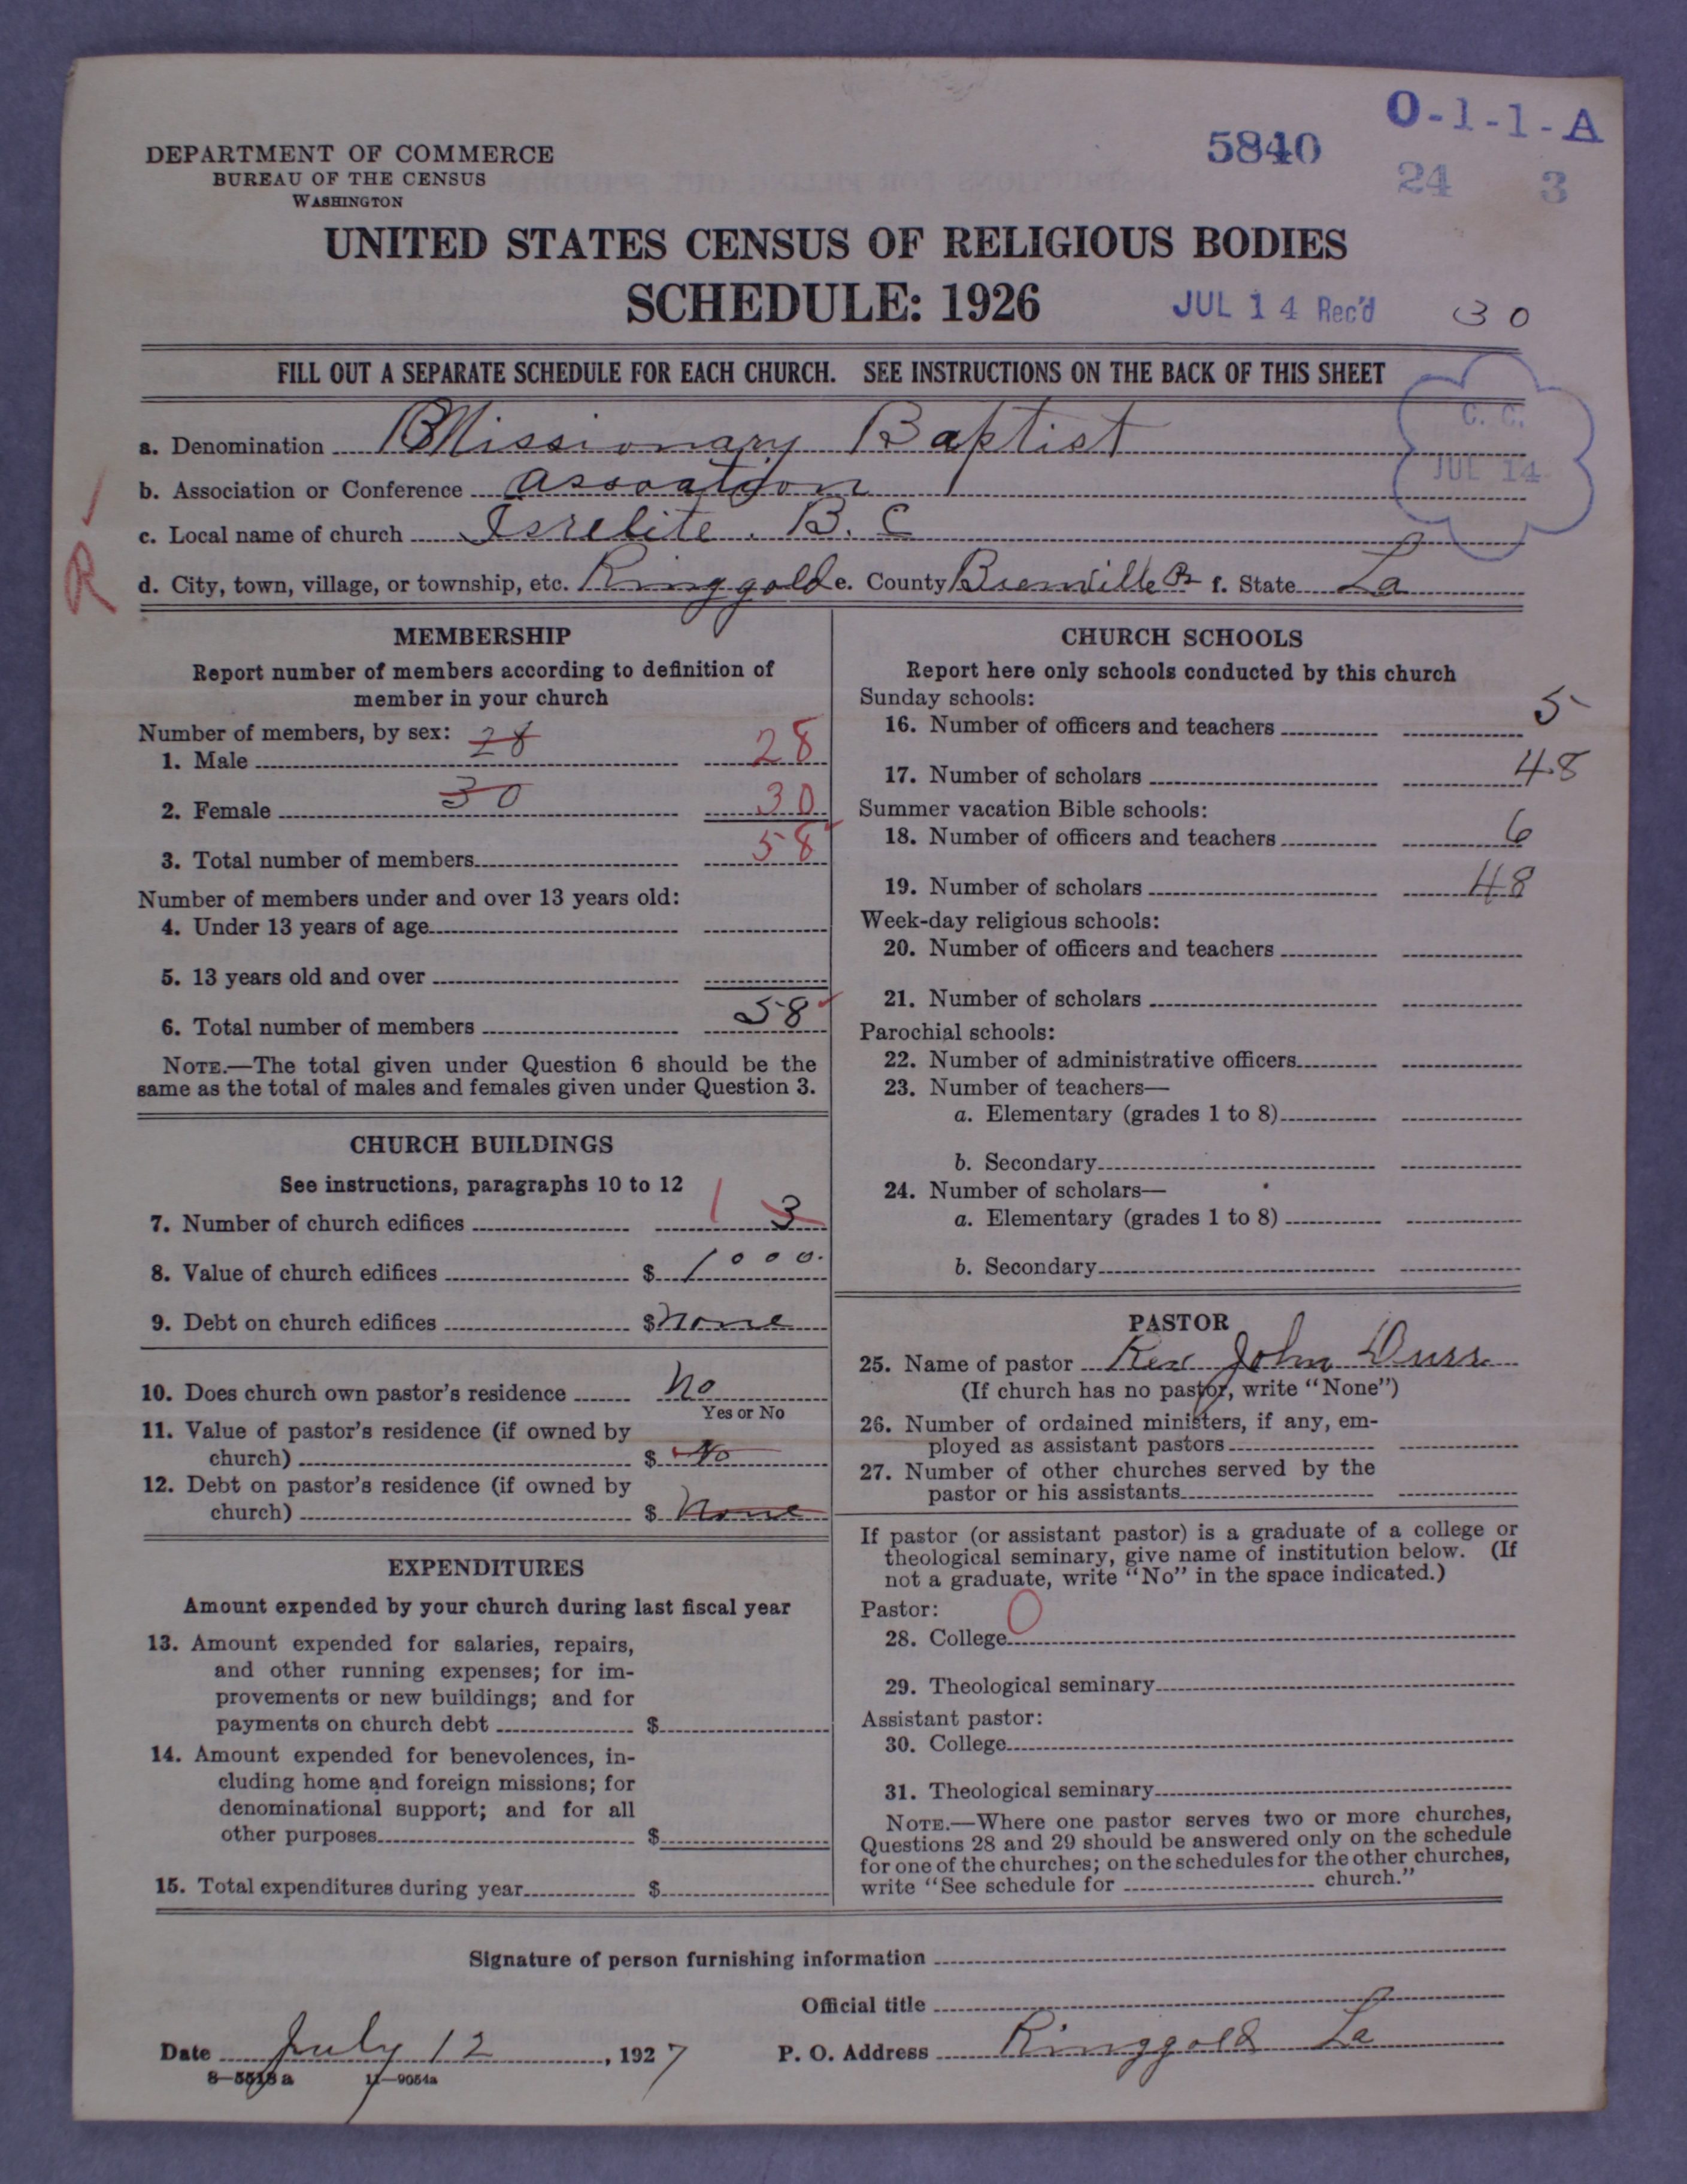 DEPARTMENT OF COMMERCE
BUREAU OF THE CENSUS
WASHINGTON
5840
O-1-1-A
24 3
UNITED STATES CENSUS OF RELIGIOUS BODIES
SCHEDULE: 1926
JUL 14 Rec'd
30
FILL OUT A SEPARATE SCHEDULE FOR EACH CHURCH. SEE INSTRUCTIONS ON THE BACK OF THIS SHEET
C. C.
JUL 14
R
a. Denomination Missionary Baptist
b. Association or Conference assoation
c. Local name of church Isrelite. B. C
d. City, town, village, or township, etc. Ringgold e. County Bienville f. State La
MEMBERSHIP
Report number of members according to definition of
member in your church
Number of members, by sex: 28
1. Male 28
2. Female 30 30
3. Total number of members 58
Number of members under and over 13 years old:
4. Under 13 years of age
5. 13 years old and over
6. Total number of members 58
NOTE.—The total given under Question 6 should be the
same as the total of males and females given under Question 3.
CHURCH BUILDINGS
See instructions, paragraphs 10 to 12
7. Number of church edifices 1 3
8. Value of church edifices $ 1000.
9. Debt on church edifices $ none
10. Does church own pastor's residence No
Yes or No
11. Value of pastor's residence (if owned by
church) $ No
12. Debt on pastor's residence (if owned by
church) $ None
EXPENDITURES
Amount expended by your church during last fiscal year
13. Amount expended for salaries, repairs,
and other running expenses; for im-
provements or new buildings; and for
payments on church debt $
14. Amount expended for benevolences, in-
cluding home and foreign missions; for
denominational support; and for all
other purposes $
15. Total expenditures during year $
CHURCH SCHOOLS
Report here only schools conducted by this church
Sunday schools:
16. Number of officers and teachers 5
17. Number of scholars 48
Summer vacation Bible schools:
18. Number of officers and teachers 6
19. Number of scholars 48
Week-day religious schools:
20. Number of officers and teachers
21. Number of scholars
Parochial schools:
22. Number of administrative officers
23. Number of teachers—
a. Elementary (grades 1 to 8)
b. Secondary
24. Number of scholars—
a. Elementary (grades 1 to 8)
b. Secondary
PASTOR
25. Name of pastor Rev John Durr
(If church has no pastor, write "None")
26. Number of ordained ministers, if any, em-
ployed as assistant pastors
27. Number of other churches served by the
pastor or his assistants
If pastor (or assistant pastor) is a graduate of a college or
theological seminary, give name of institution below. (If
not a graduate, write "No" in the space indicated.)
Pastor: 0
28. College
29. Theological seminary
Assistant pastor:
30. College
31. Theological seminary
NOTE.—Where one pastor serves two or more churches,
Questions 28 and 29 should be answered only on the schedule
for one of the churches; on the schedules for the other churches,
write "See schedule for church."
Signature of person furnishing information
Official title
Date July 12, 1927 P. O. Address Ringgold La
8—5518a 11—9054a